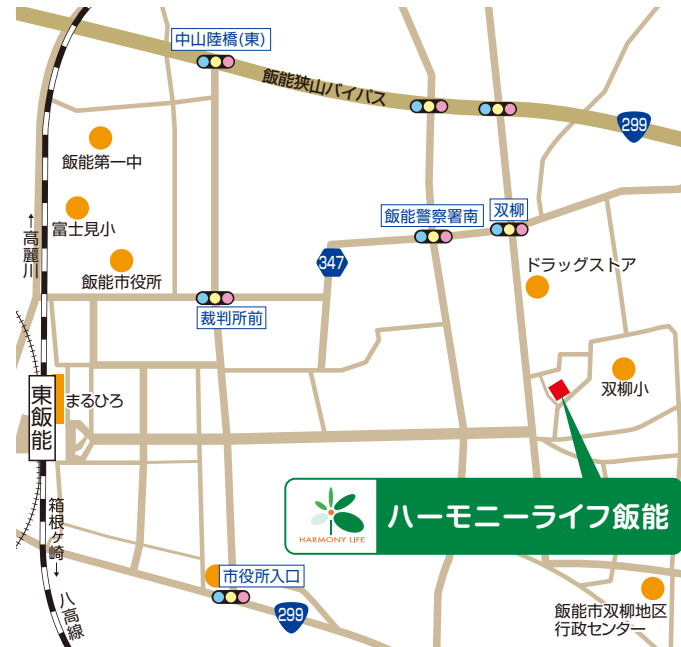 中山陸橋(東)
飯能狭山バイパス
299
飯能第一中
富士見小
←高麗川
飯能市役所
飯能警察署南
双柳
347
ドラッグストア
裁判所前
東飯能
まるひろ
双柳小
HARMONY LIFE
ハーモニーライフ飯能
箱根ヶ崎→
市役所入口
八高線
299
飯能市双柳地区
行政センター